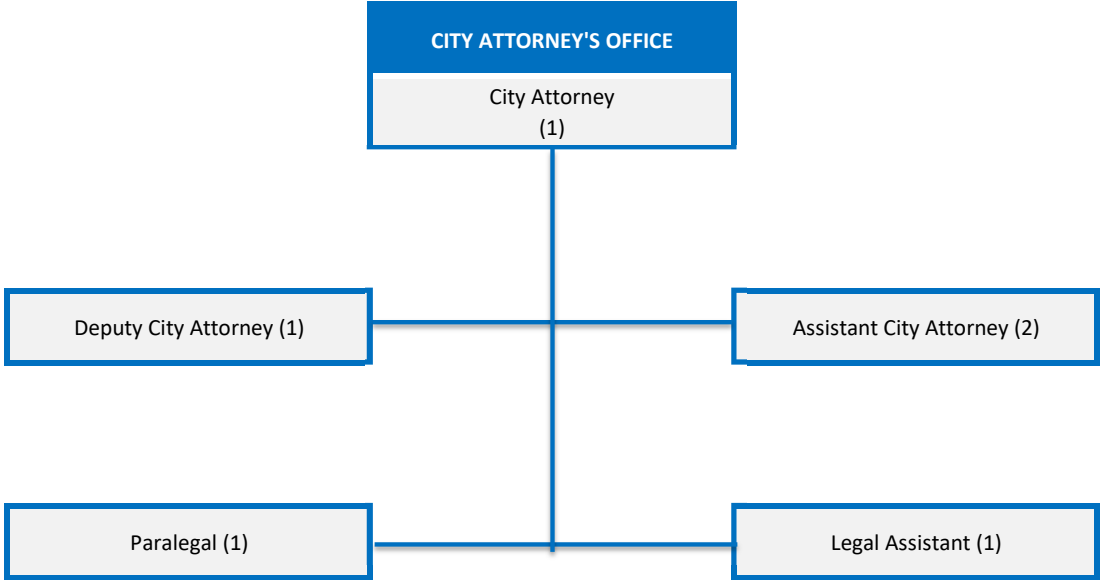 CITY ATTORNEY'S OFFICE
City Attorney
(1)
Deputy City Attorney (1)
Assistant City Attorney (2)
Paralegal (1)
Legal Assistant (1)